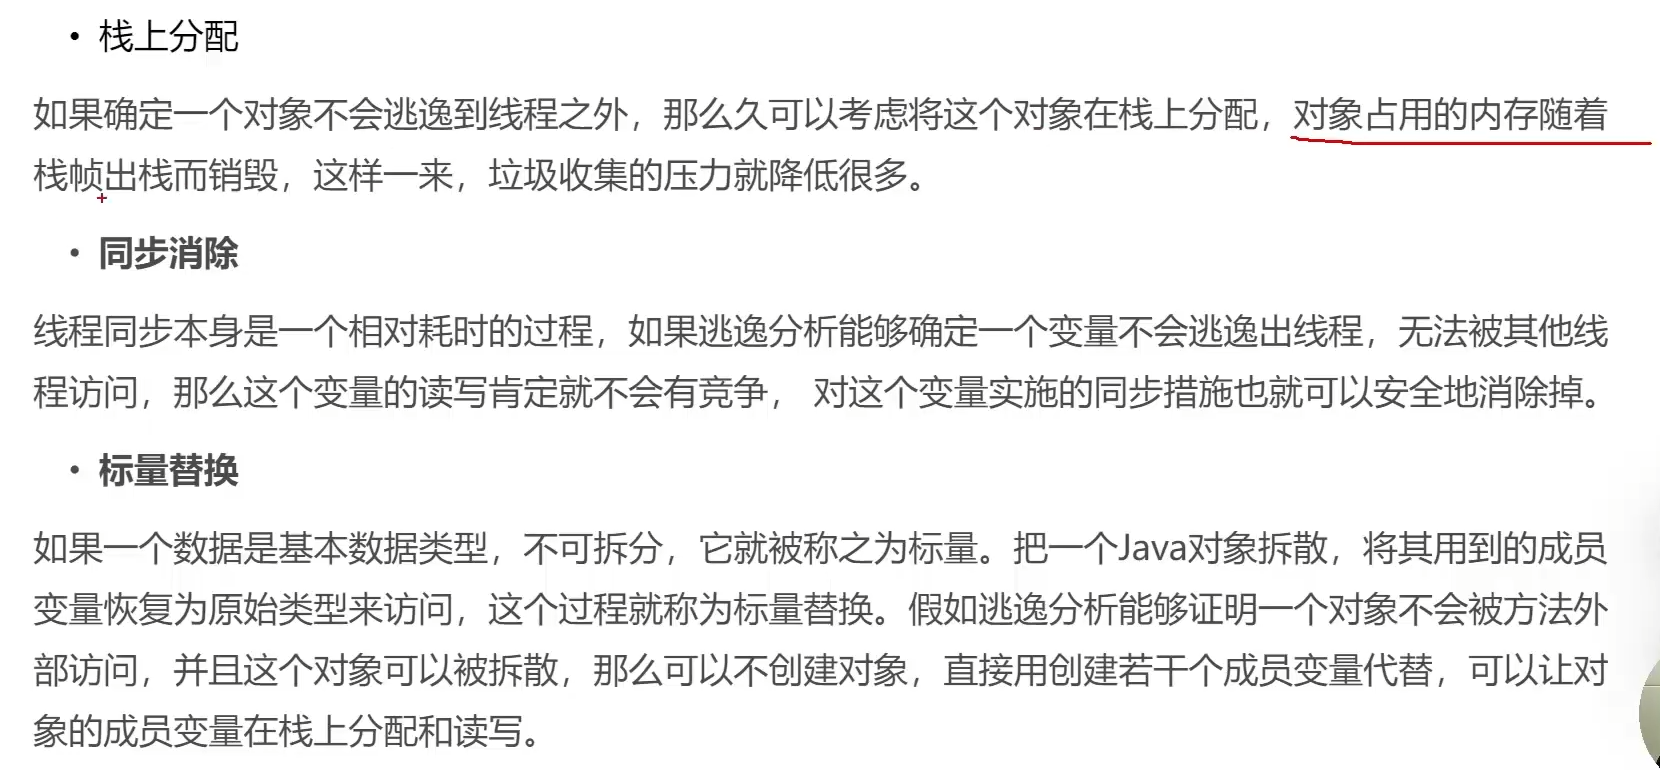 • 栈上分配
如果确定一个对象不会逃逸到线程之外，那么久可以考虑将这个对象在栈上分配，对象占用的内存随着
栈帧出栈而销毁，这样一来，垃圾收集的压力就降低很多。
• 同步消除
线程同步本身是一个相对耗时的过程，如果逃逸分析能够确定一个变量不会逃逸出线程，无法被其他线
程访问，那么这个变量的读写肯定就不会有竞争， 对这个变量实施的同步措施也就可以安全地消除掉。
• 标量替换
如果一个数据是基本数据类型，不可拆分，它就被称之为标量。把一个Java对象拆散，将其用到的成员
变量恢复为原始类型来访问，这个过程就称为标量替换。假如逃逸分析能够证明一个对象不会被方法外
部访问，并且这个对象可以被拆散，那么可以不创建对象，直接用创建若干个成员变量代替，可以让对
象的成员变量在栈上分配和读写。